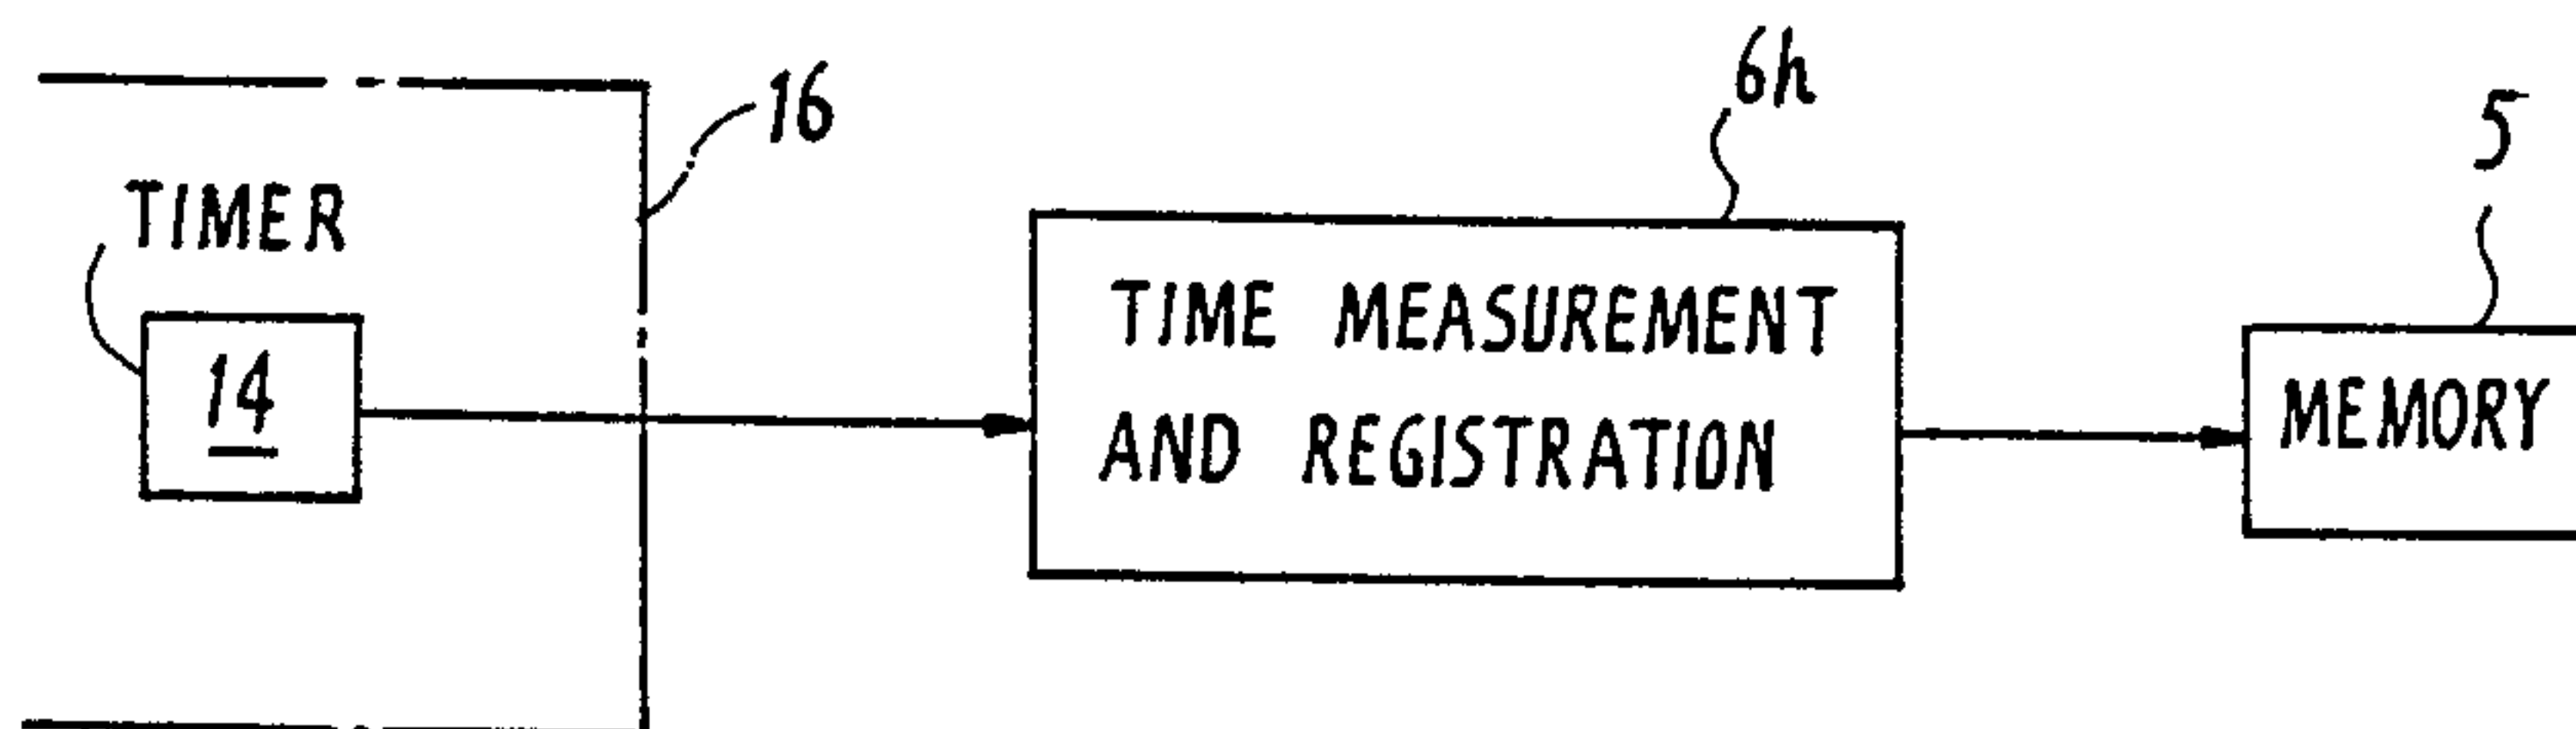 16
6h
5
TIMER
14
TIME MEASUREMENT
AND REGISTRATION
MEMORY